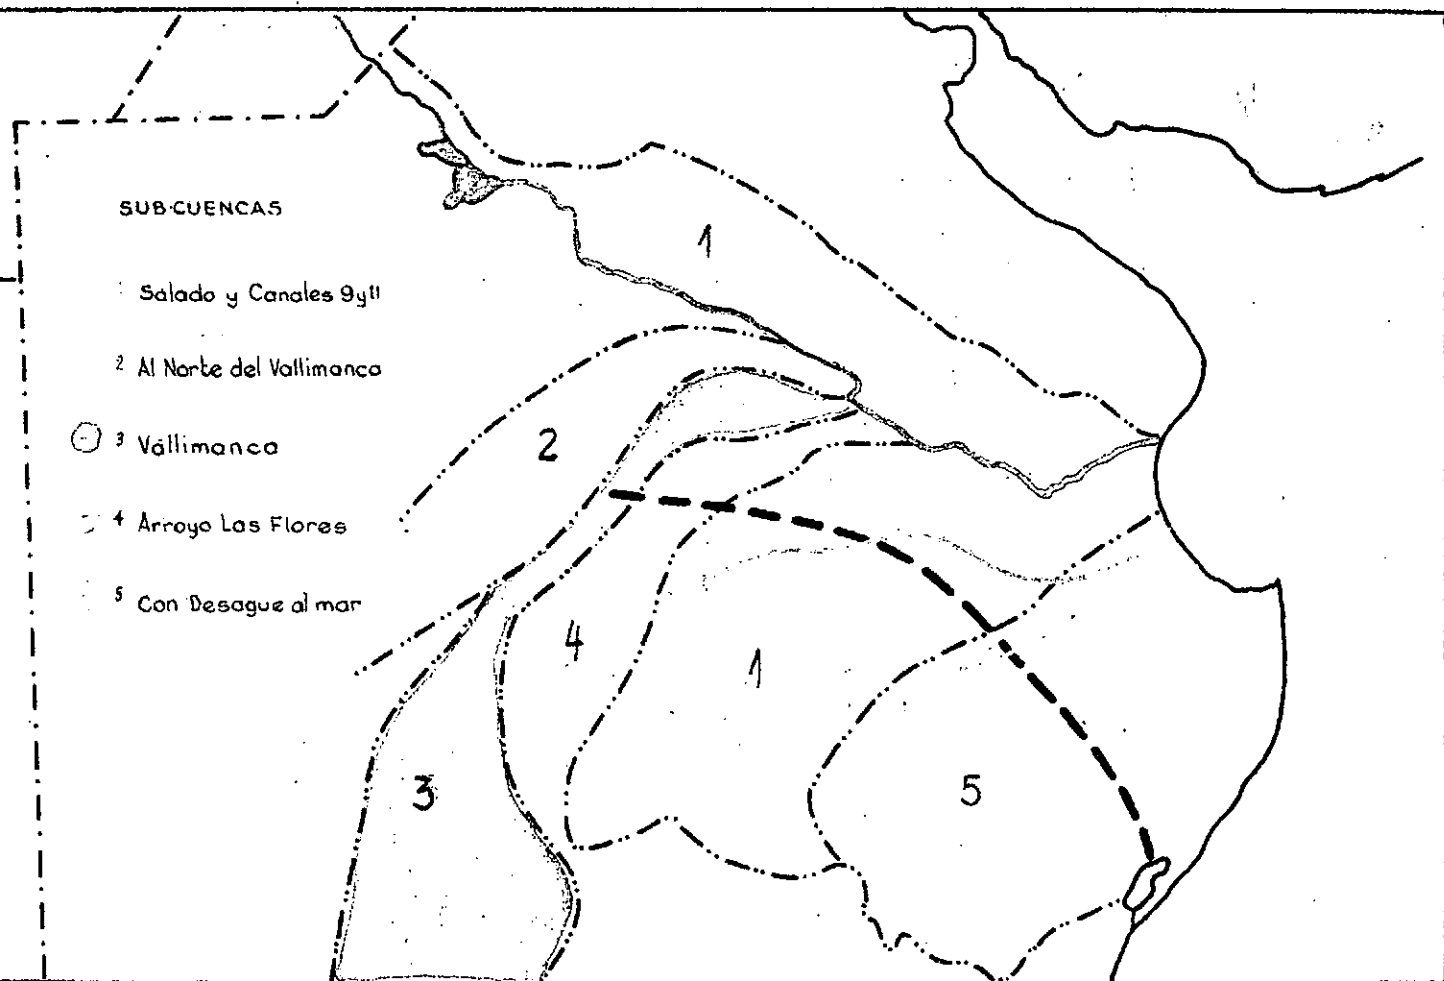 SUB-CUENCAS
Salado y Canales 9y11
2 Al Norte del Vallimanca
3 Vallimanca
4 Arroyo Las Flores
5 Con Desague al mar
1
2
4
1
3
5